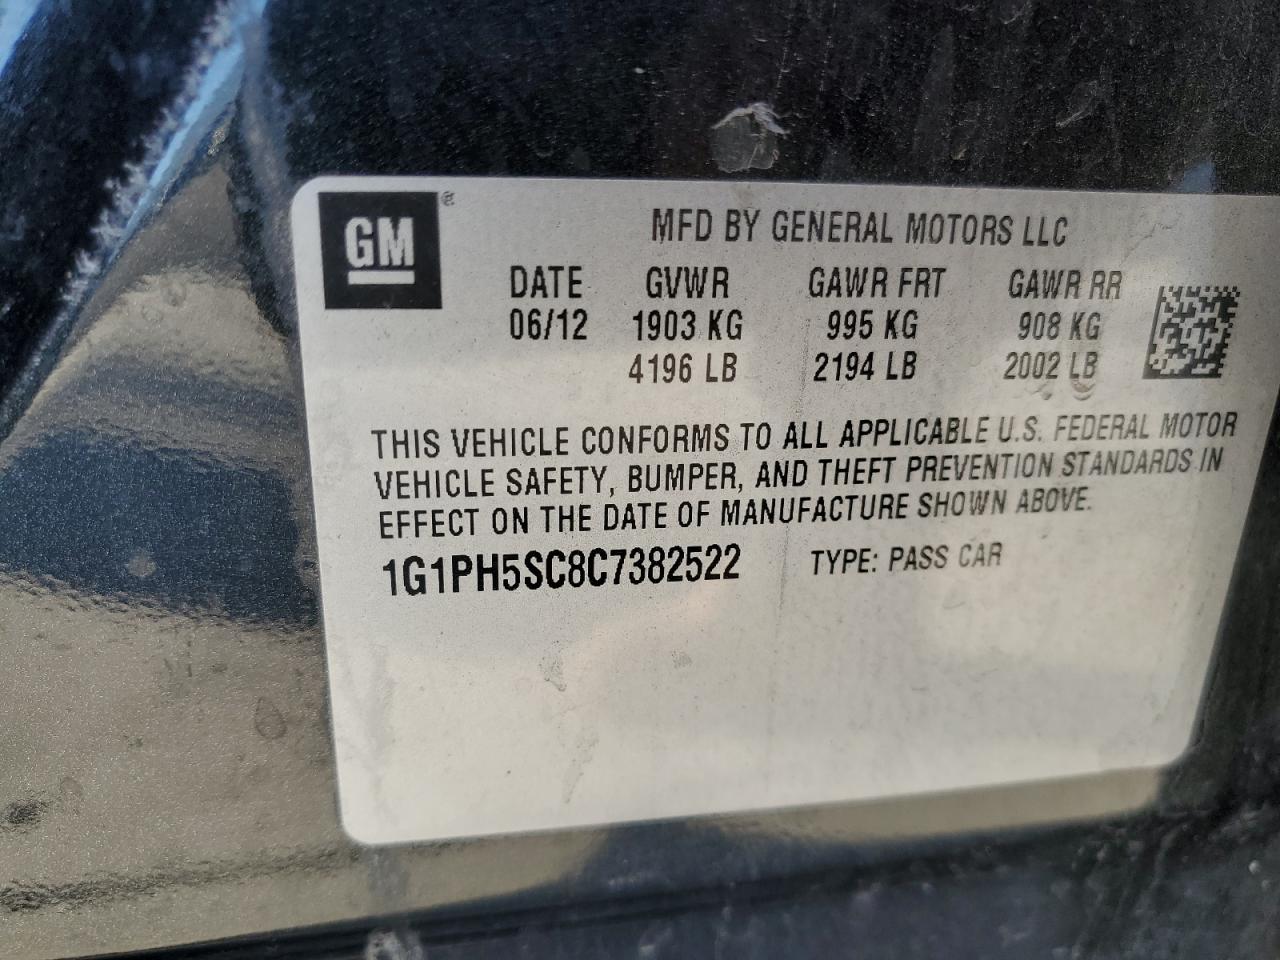 GM®
MFD BY GENERAL MOTORS LLC
DATE GVWR GAWR FRT GAWR RR
06/12 1903 KG 995 KG 908 KG
4196 LB 2194 LB 2002 LB
THIS VEHICLE CONFORMS TO ALL APPLICABLE U.S. FEDERAL MOTOR
VEHICLE SAFETY, BUMPER, AND THEFT PREVENTION STANDARDS IN
EFFECT ON THE DATE OF MANUFACTURE SHOWN ABOVE.
1G1PH5SC8C7382522 TYPE: PASS CAR